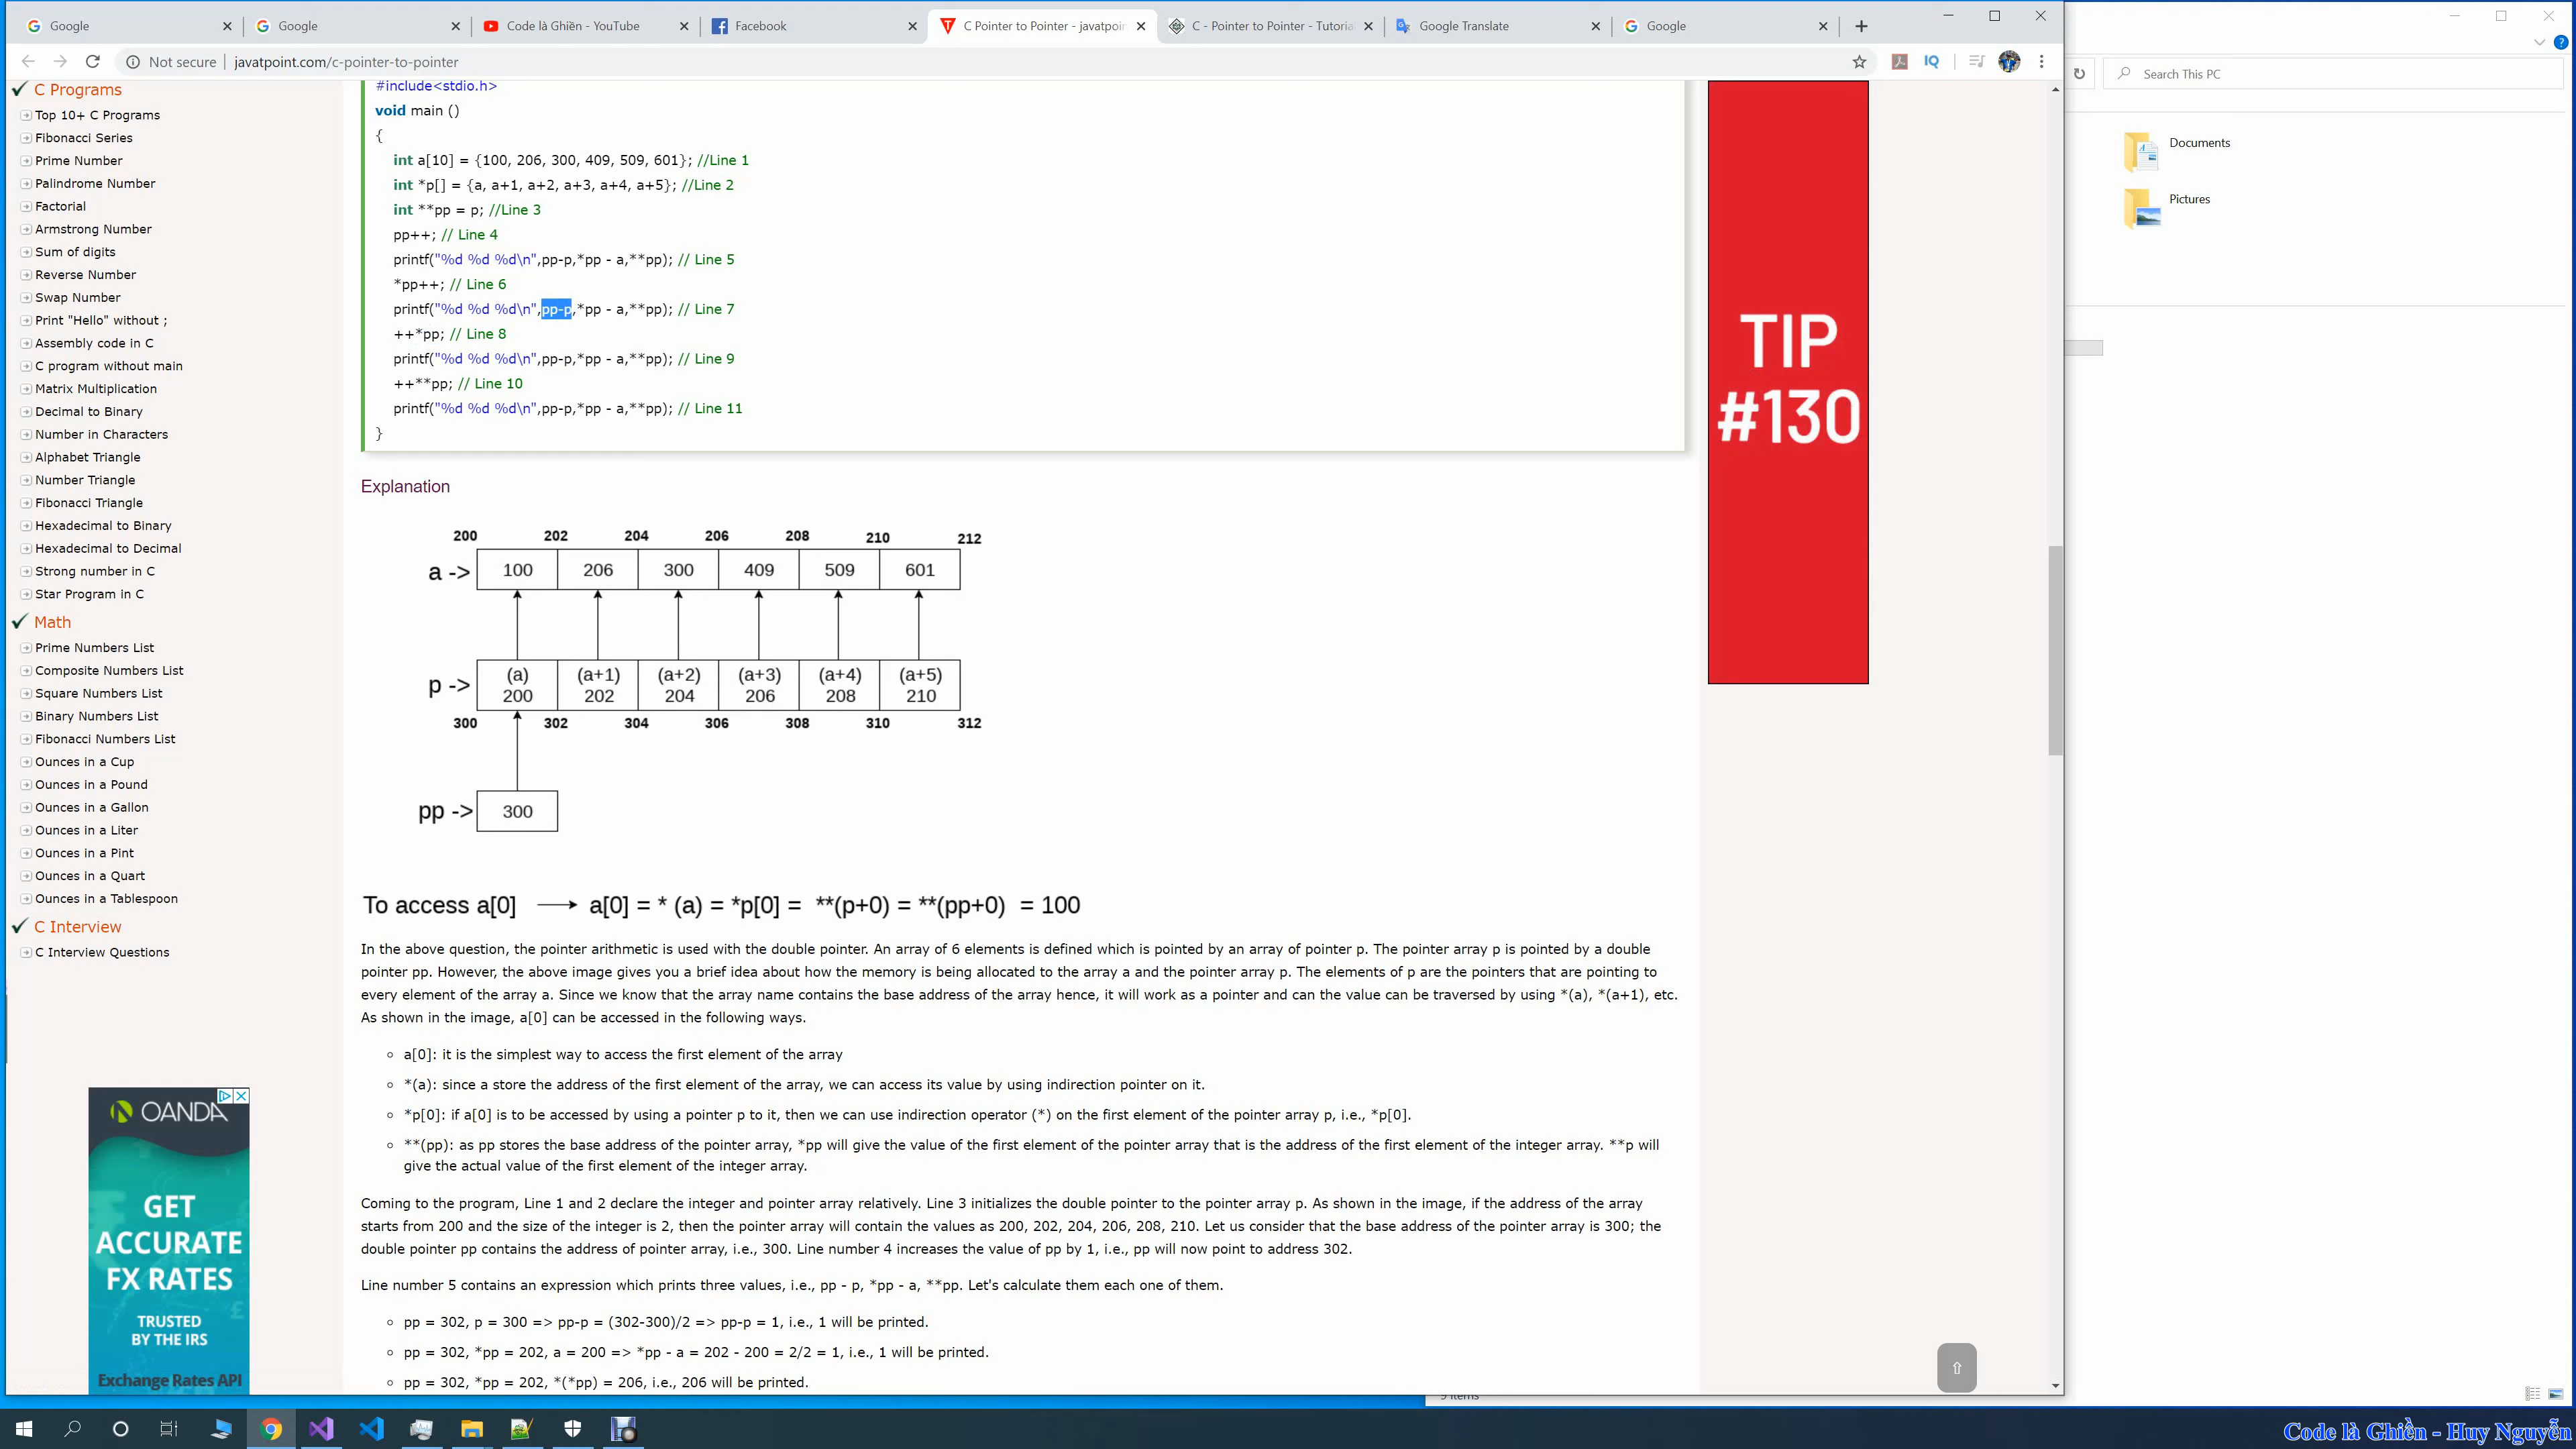 Google
Google
Code là Ghiền - YouTube
Facebook
C Pointer to Pointer - javatpoin
C - Pointer to Pointer - Tutoria
Google Translate
Google
Not secure
javatpoint.com/c-pointer-to-pointer
IQ
Search This PC
Documents
Pictures
C Programs
Top 10+ C Programs
Fibonacci Series
Prime Number
Palindrome Number
Factorial
Armstrong Number
Sum of digits
Reverse Number
Swap Number
Print "Hello" without ;
Assembly code in C
C program without main
Matrix Multiplication
Decimal to Binary
Number in Characters
Alphabet Triangle
Number Triangle
Fibonacci Triangle
Hexadecimal to Binary
Hexadecimal to Decimal
Strong number in C
Star Program in C
Math
Prime Numbers List
Composite Numbers List
Square Numbers List
Binary Numbers List
Fibonacci Numbers List
Ounces in a Cup
Ounces in a Pound
Ounces in a Gallon
Ounces in a Liter
Ounces in a Pint
Ounces in a Quart
Ounces in a Tablespoon
C Interview
C Interview Questions
OANDA
GET
ACCURATE
FX RATES
TRUSTED
BY THE IRS
Exchange Rates API
#include<stdio.h>
void main ()
{
int a[10] = {100, 206, 300, 409, 509, 601}; //Line 1
int *p[] = {a, a+1, a+2, a+3, a+4, a+5}; //Line 2
int **pp = p; //Line 3
pp++; // Line 4
printf("%d %d %d\n",pp-p,*pp - a,**pp); // Line 5
*pp++; // Line 6
printf("%d %d %d\n",pp-p,*pp - a,**pp); // Line 7
++*pp; // Line 8
printf("%d %d %d\n",pp-p,*pp - a,**pp); // Line 9
++**pp; // Line 10
printf("%d %d %d\n",pp-p,*pp - a,**pp); // Line 11
}
Explanation
200 202 204 206 208 210 212
a -> 100 206 300 409 509 601
(a) (a+1) (a+2) (a+3) (a+4) (a+5)
p -> 200 202 204 206 208 210
300 302 304 306 308 310 312
pp -> 300
To access a[0] ⟶ a[0] = * (a) = *p[0] = **(p+0) = **(pp+0) = 100
In the above question, the pointer arithmetic is used with the double pointer. An array of 6 elements is defined which is pointed by an array of pointer p. The pointer array p is pointed by a double
pointer pp. However, the above image gives you a brief idea about how the memory is being allocated to the array a and the pointer array p. The elements of p are the pointers that are pointing to
every element of the array a. Since we know that the array name contains the base address of the array hence, it will work as a pointer and can the value can be traversed by using *(a), *(a+1), etc.
As shown in the image, a[0] can be accessed in the following ways.
a[0]: it is the simplest way to access the first element of the array
*(a): since a store the address of the first element of the array, we can access its value by using indirection pointer on it.
*p[0]: if a[0] is to be accessed by using a pointer p to it, then we can use indirection operator (*) on the first element of the pointer array p, i.e., *p[0].
**(pp): as pp stores the base address of the pointer array, *pp will give the value of the first element of the pointer array that is the address of the first element of the integer array. **p will
give the actual value of the first element of the integer array.
Coming to the program, Line 1 and 2 declare the integer and pointer array relatively. Line 3 initializes the double pointer to the pointer array p. As shown in the image, if the address of the array
starts from 200 and the size of the integer is 2, then the pointer array will contain the values as 200, 202, 204, 206, 208, 210. Let us consider that the base address of the pointer array is 300; the
double pointer pp contains the address of pointer array, i.e., 300. Line number 4 increases the value of pp by 1, i.e., pp will now point to address 302.
Line number 5 contains an expression which prints three values, i.e., pp - p, *pp - a, **pp. Let's calculate them each one of them.
pp = 302, p = 300 => pp-p = (302-300)/2 => pp-p = 1, i.e., 1 will be printed.
pp = 302, *pp = 202, a = 200 => *pp - a = 202 - 200 = 2/2 = 1, i.e., 1 will be printed.
pp = 302, *pp = 202, *(*pp) = 206, i.e., 206 will be printed.
TIP
#130
items
Code là Ghiền - Huy Nguyễn